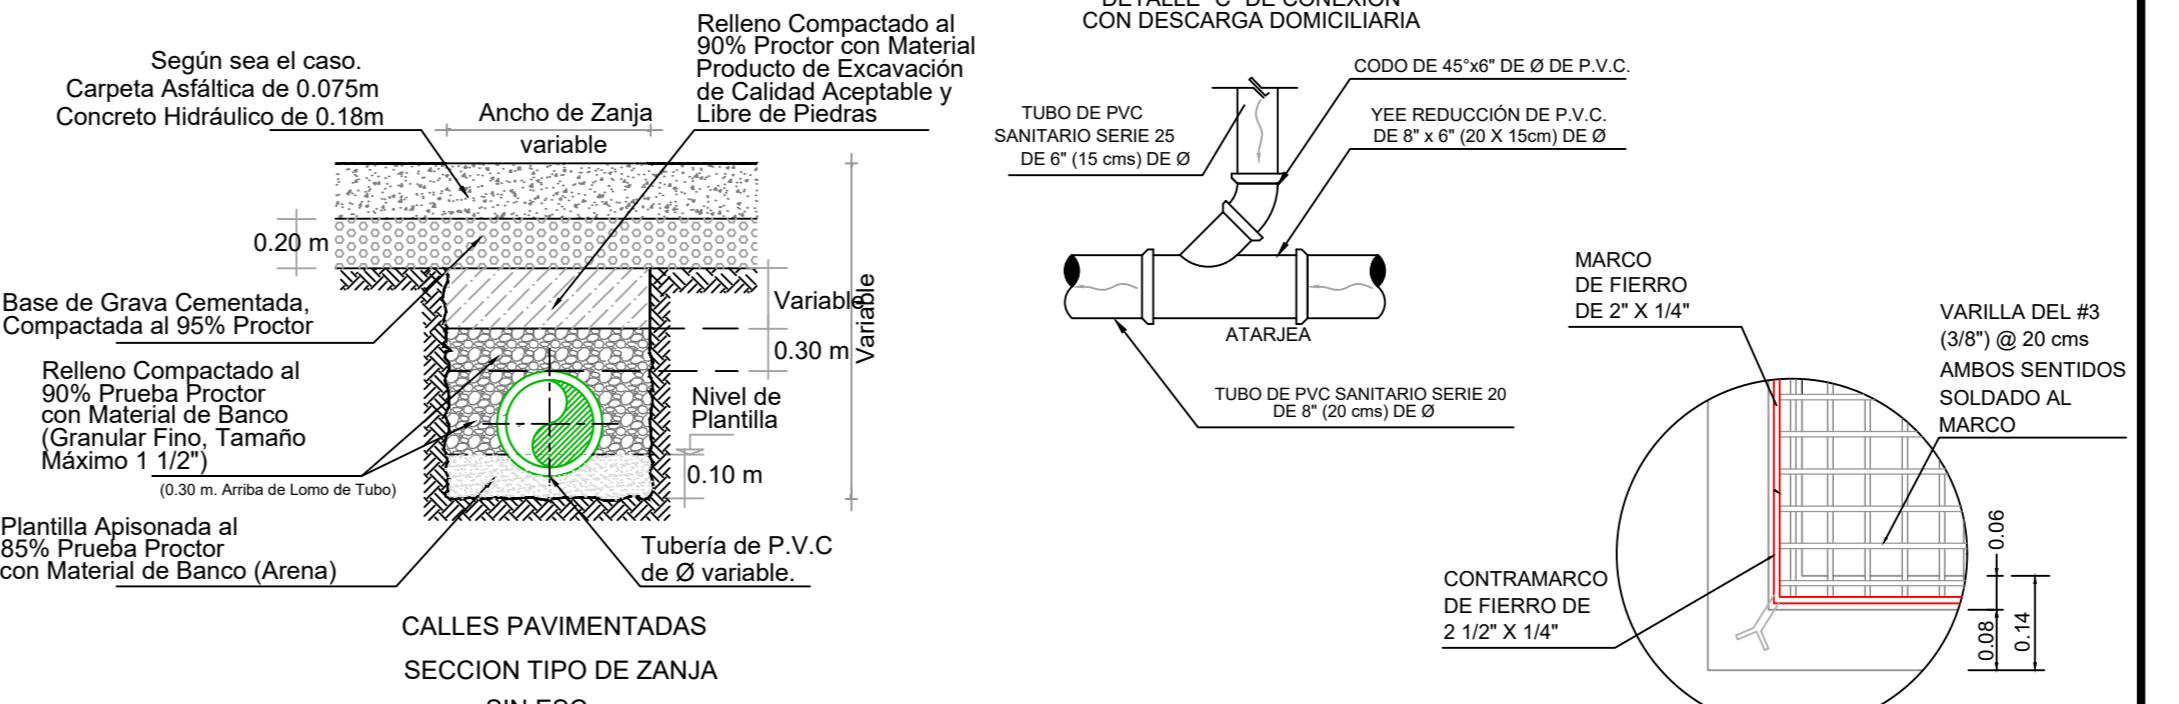 Según sea el caso.
Carpeta Asfáltica de 0.075m
Concreto Hidráulico de 0.18m
Ancho de Zanja
variable
Relleno Compactado al
90% Proctor con Material
Producto de Excavación
de Calidad Aceptable y
Libre de Piedras
0.20 m
Base de Grava Cementada,
Compactada al 95% Proctor
Relleno Compactado al
90% Prueba Proctor
con Material de Banco
(Granular Fino, Tamaño
Máximo 1 1/2")
(0.30 m. Arriba de Lomo de Tubo)
Plantilla Apisonada al
85% Prueba Proctor
con Material de Banco (Arena)
Variable
0.30 m
Variable
Nivel de
Plantilla
0.10 m
Tubería de P.V.C
de Ø variable.
CALLES PAVIMENTADAS
SECCION TIPO DE ZANJA
SIN ESC
DETALLE "C" DE CONEXION
CON DESCARGA DOMICILIARIA
TUBO DE PVC
SANITARIO SERIE 25
DE 6" (15 cms) DE Ø
CODO DE 45°x6" DE Ø DE P.V.C.
YEE REDUCCIÓN DE P.V.C.
DE 8" x 6" (20 X 15cm) DE Ø
ATARJEA
TUBO DE PVC SANITARIO SERIE 20
DE 8" (20 cms) DE Ø
MARCO
DE FIERRO
DE 2" X 1/4"
VARILLA DEL #3
(3/8") @ 20 cms
AMBOS SENTIDOS
SOLDADO AL
MARCO
CONTRAMARCO
DE FIERRO DE
2 1/2" X 1/4"
0.06
0.08
0.14